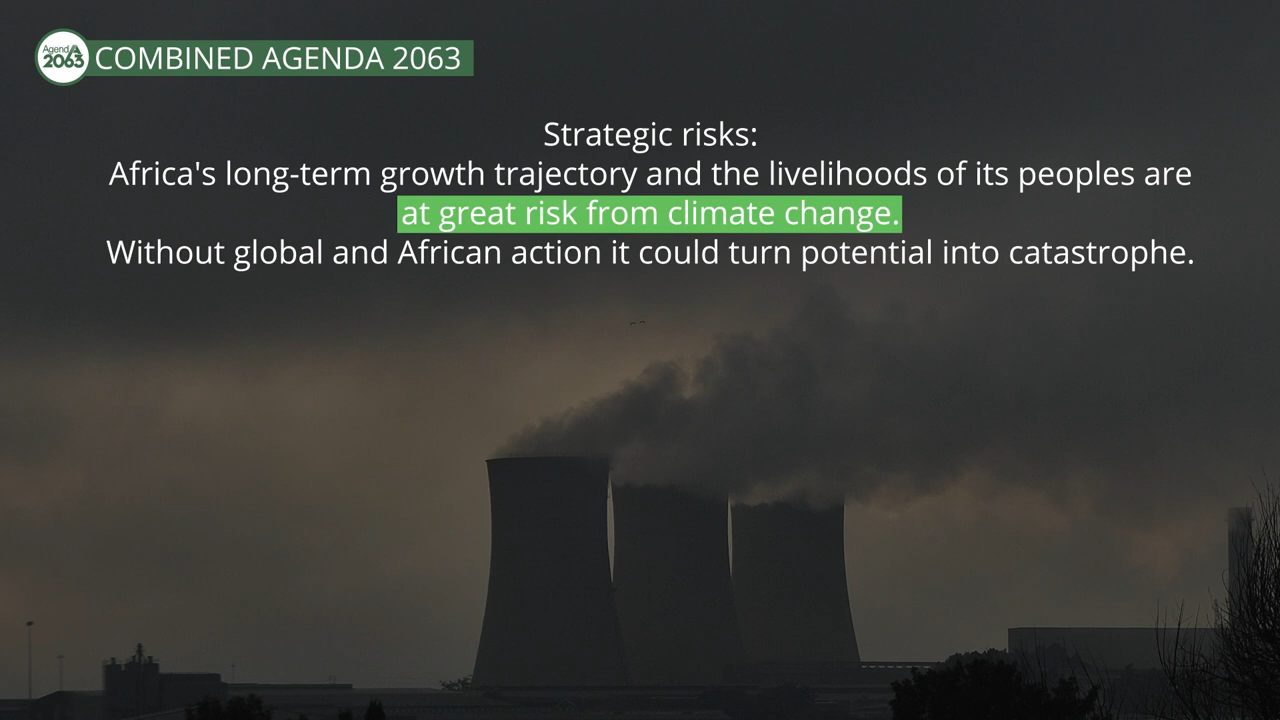 Agenda
2063
COMBINED AGENDA 2063
Strategic risks:
Africa's long-term growth trajectory and the livelihoods of its peoples are
at great risk from climate change.
Without global and African action it could turn potential into catastrophe.